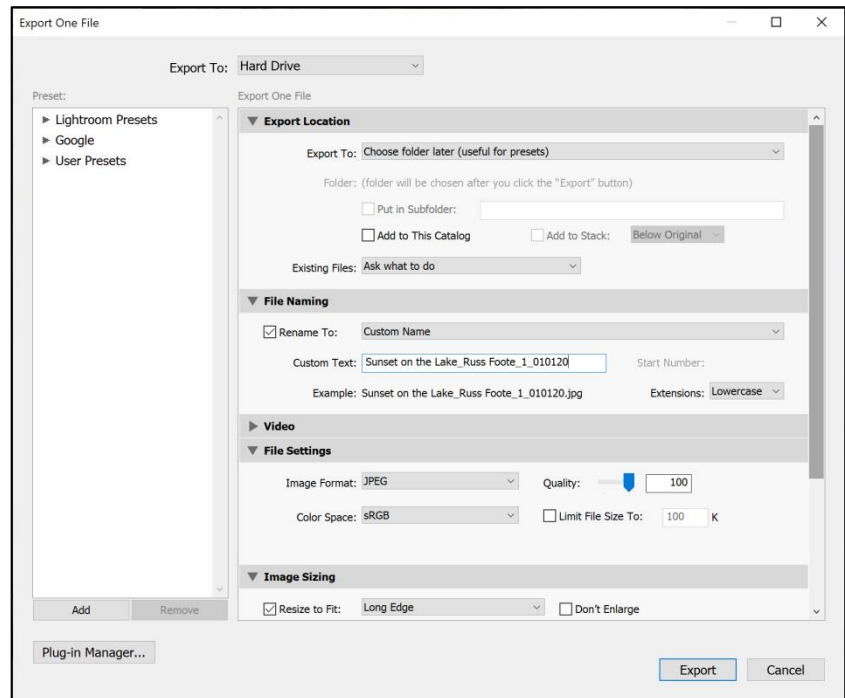 Export One File
Export To: Hard Drive
Preset:
Export One File
Lightroom Presets
Google
User Presets
Export Location
Export To: Choose folder later (useful for presets)
Folder: (folder will be chosen after you click the "Export" button)
Put in Subfolder:
Add to This Catalog Add to Stack: Below Original
Existing Files: Ask what to do
File Naming
Rename To: Custom Name
Custom Text: Sunset on the Lake_Russ Foote_1_010120 Start Number:
Example: Sunset on the Lake_Russ Foote_1_010120.jpg Extensions: Lowercase
Video
File Settings
Image Format: JPEG Quality: 100
Color Space: sRGB Limit File Size To: 100 K
Image Sizing
Resize to Fit: Long Edge Don't Enlarge
Add Remove
Plug-in Manager...
Export Cancel